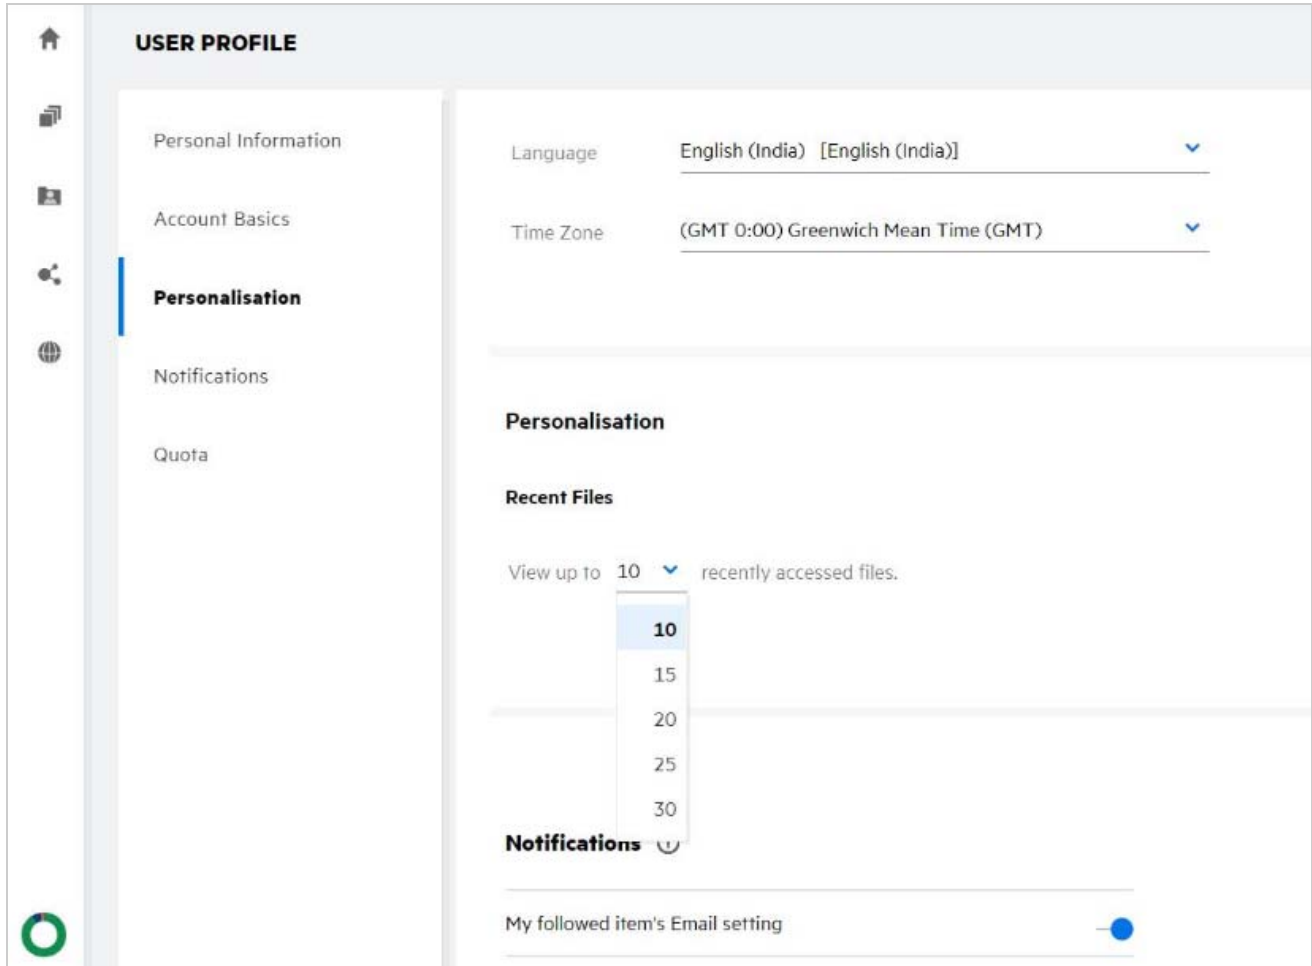 USER PROFILE
Personal Information
Account Basics
Personalisation
Notifications
Quota
Language English (India) [English (India)]
Time Zone (GMT 0:00) Greenwich Mean Time (GMT)
Personalisation
Recent Files
View up to 10 recently accessed files.
10
15
20
25
30
Notifications
My followed item's Email setting